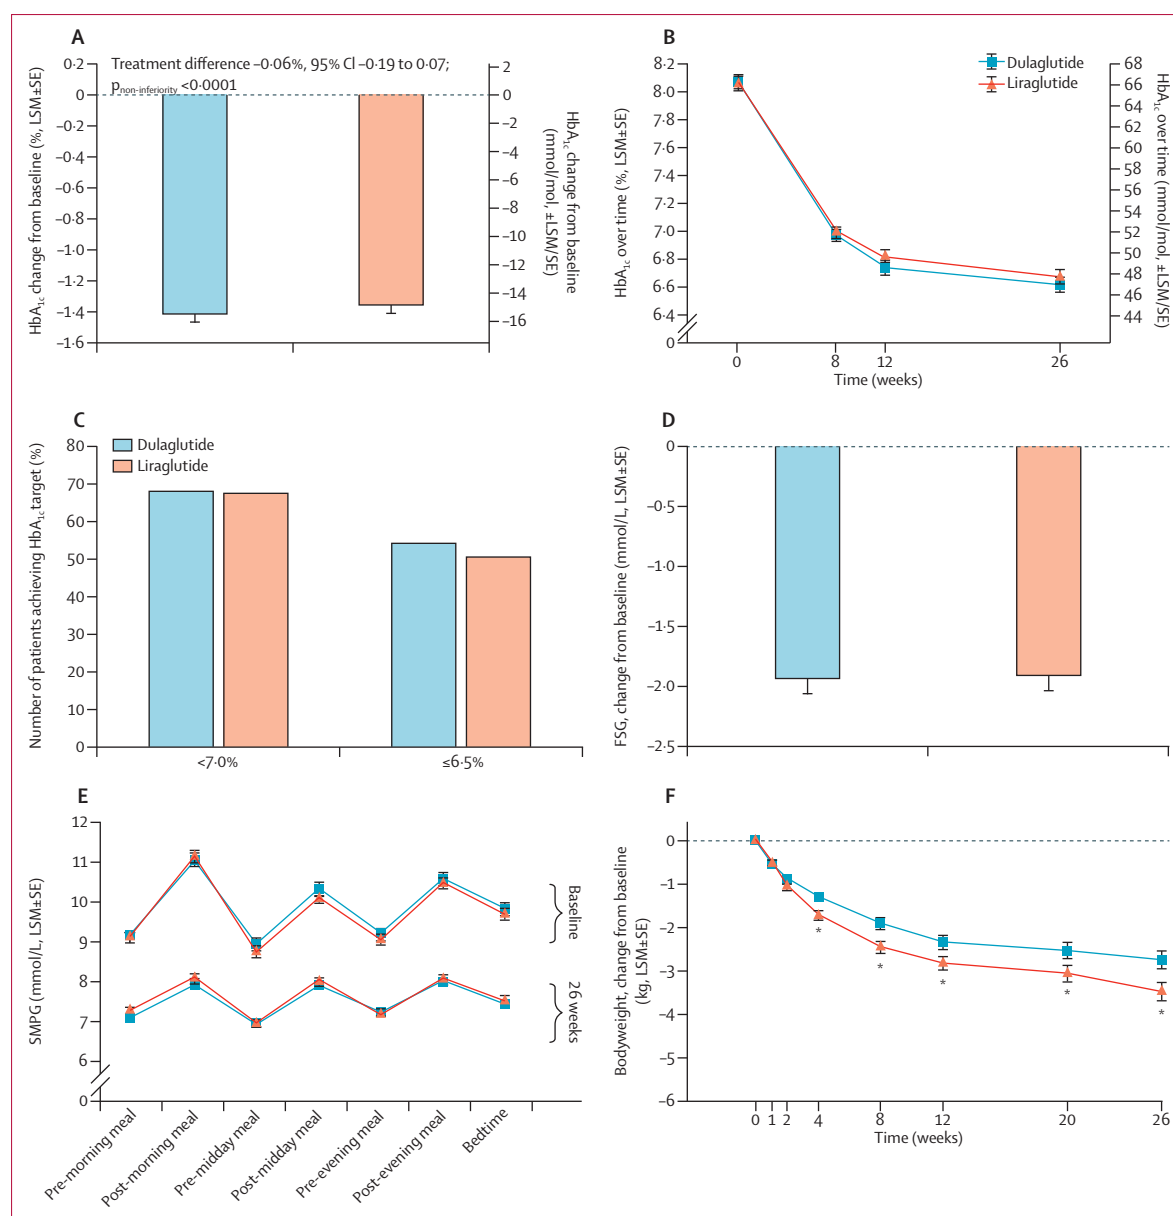 A
Treatment difference –0·06%, 95% CI –0·19 to 0·07;
p non-inferiority <0·0001
HbA1c change from baseline (%, LSM±SE)
0·2
0
–0·2
–0·4
–0·6
–0·8
–1·0
–1·2
–1·4
–1·6
2
0
–2
–4
–6
–8
–10
–12
–14
–16
HbA1c change from baseline
(mmol/mol, ±LSM/SE)
B
Dulaglutide
Liraglutide
HbA1c over time (%, LSM±SE)
8·2
8·0
7·8
7·6
7·4
7·2
7·0
6·8
6·6
6·4
0
68
66
64
62
60
58
56
54
52
50
48
46
44
HbA1c over time (mmol/mol, ±LSM/SE)
0
8
12
26
Time (weeks)
C
Dulaglutide
Liraglutide
Number of patients achieving HbA1c target (%)
80
70
60
50
40
30
20
10
0
<7·0%
≤6·5%
D
FSG, change from baseline (mmol/L, LSM±SE)
0
–0·5
–1·0
–1·5
–2·0
–2·5
E
SMPG (mmol/L, LSM±SE)
12
11
10
9
8
7
6
0
Baseline
26 weeks
Pre-morning meal
Post-morning meal
Pre-midday meal
Post-midday meal
Pre-evening meal
Post-evening meal
Bedtime
F
Bodyweight, change from baseline
(kg, LSM±SE)
0
–1
–2
–3
–4
–5
–6
*
*
*
*
*
0
1
2
4
8
12
20
26
Time (weeks)